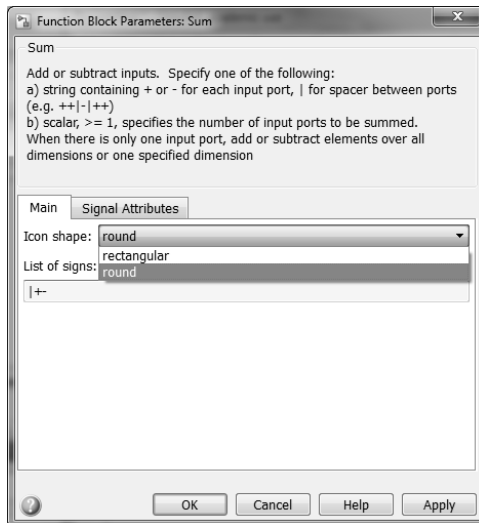 Function Block Parameters: Sum
Sum
Add or subtract inputs. Specify one of the following:
a) string containing + or - for each input port, | for spacer between ports
(e.g. ++|-|++)
b) scalar, >= 1, specifies the number of input ports to be summed.
When there is only one input port, add or subtract elements over all
dimensions or one specified dimension
Main Signal Attributes
Icon shape: round
rectangular
List of signs: round
|+-
OK Cancel Help Apply